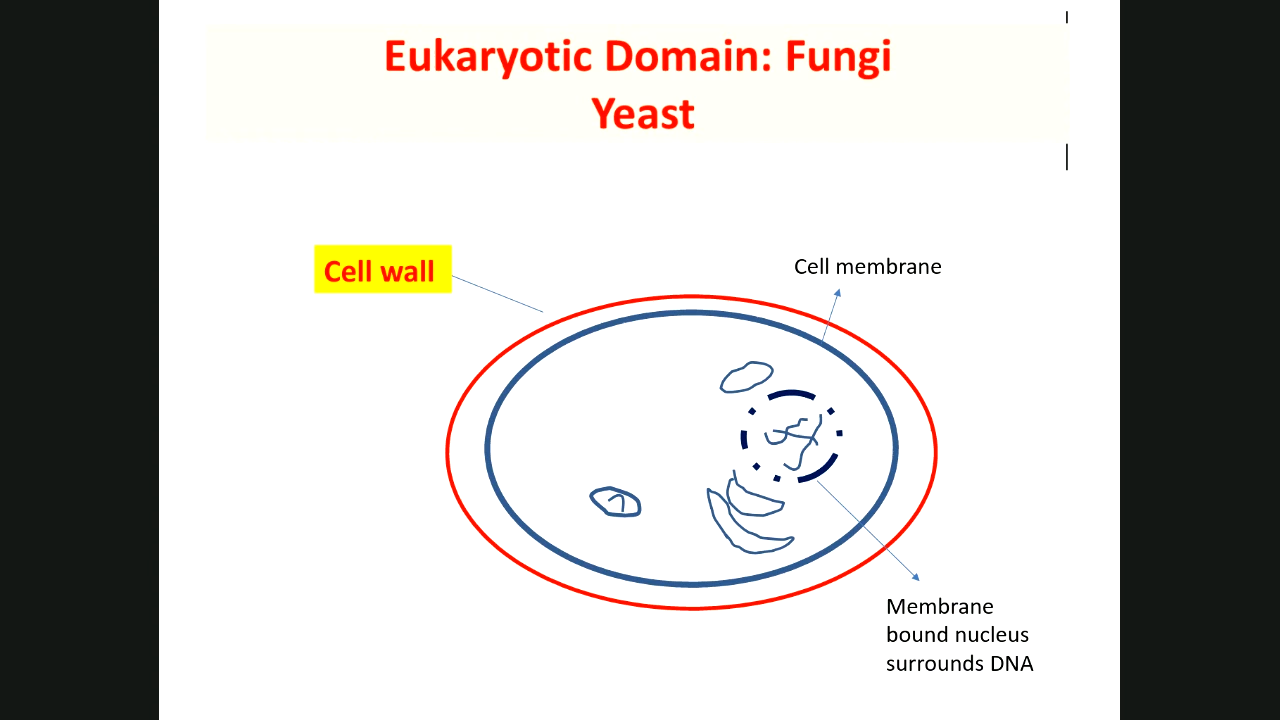 Eukaryotic Domain: Fungi
Yeast
Cell wall
Cell membrane
Membrane
bound nucleus
surrounds DNA